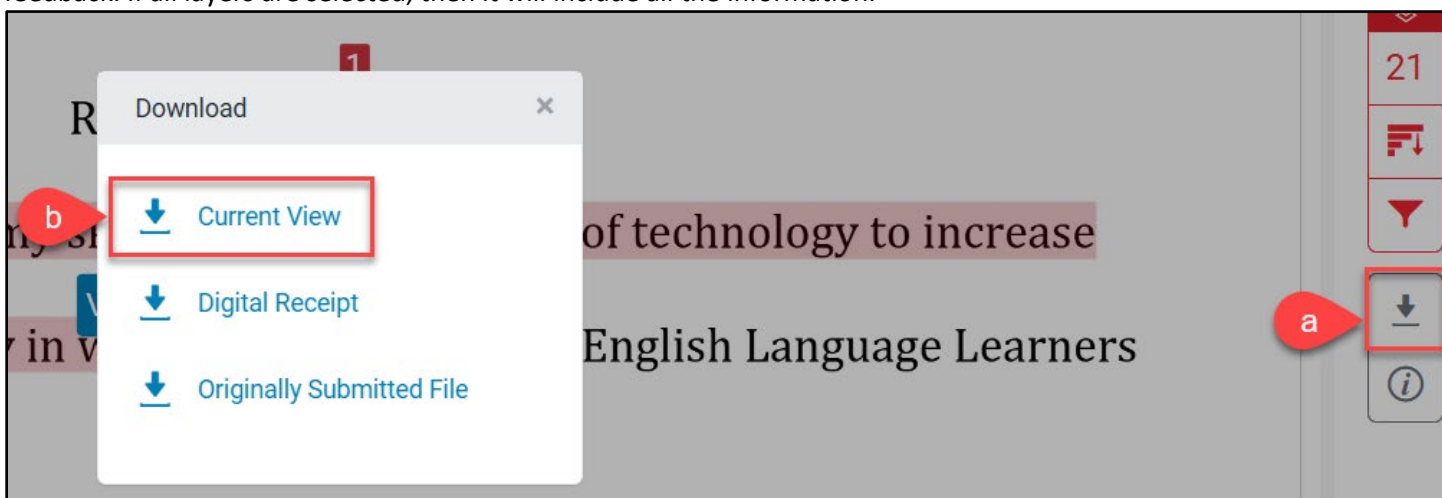 feedback. If all layers are selected, then it will include all the information.
1
21
R
Download
×
b
Current View
of technology to increase
Digital Receipt
a
in
English Language Learners
Originally Submitted File
i